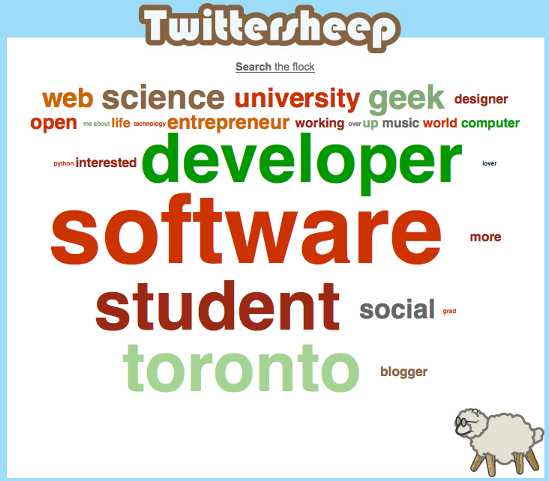 Twittersheep
Search the flock
web science university geek designer
open me about life technology entrepreneur working over up music world computer
python interested developer lover
software more
student social grad
toronto blogger